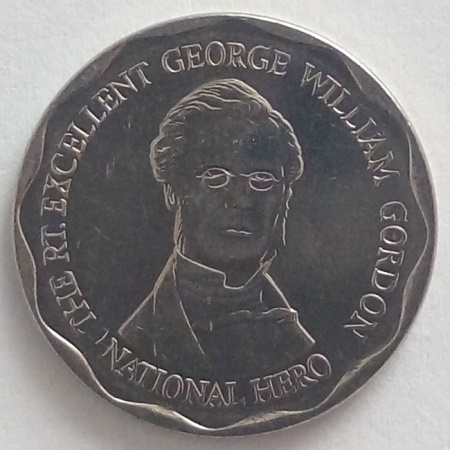 THE RT. EXCELLENT GEORGE WILLIAM GORDON
NATIONAL HERO